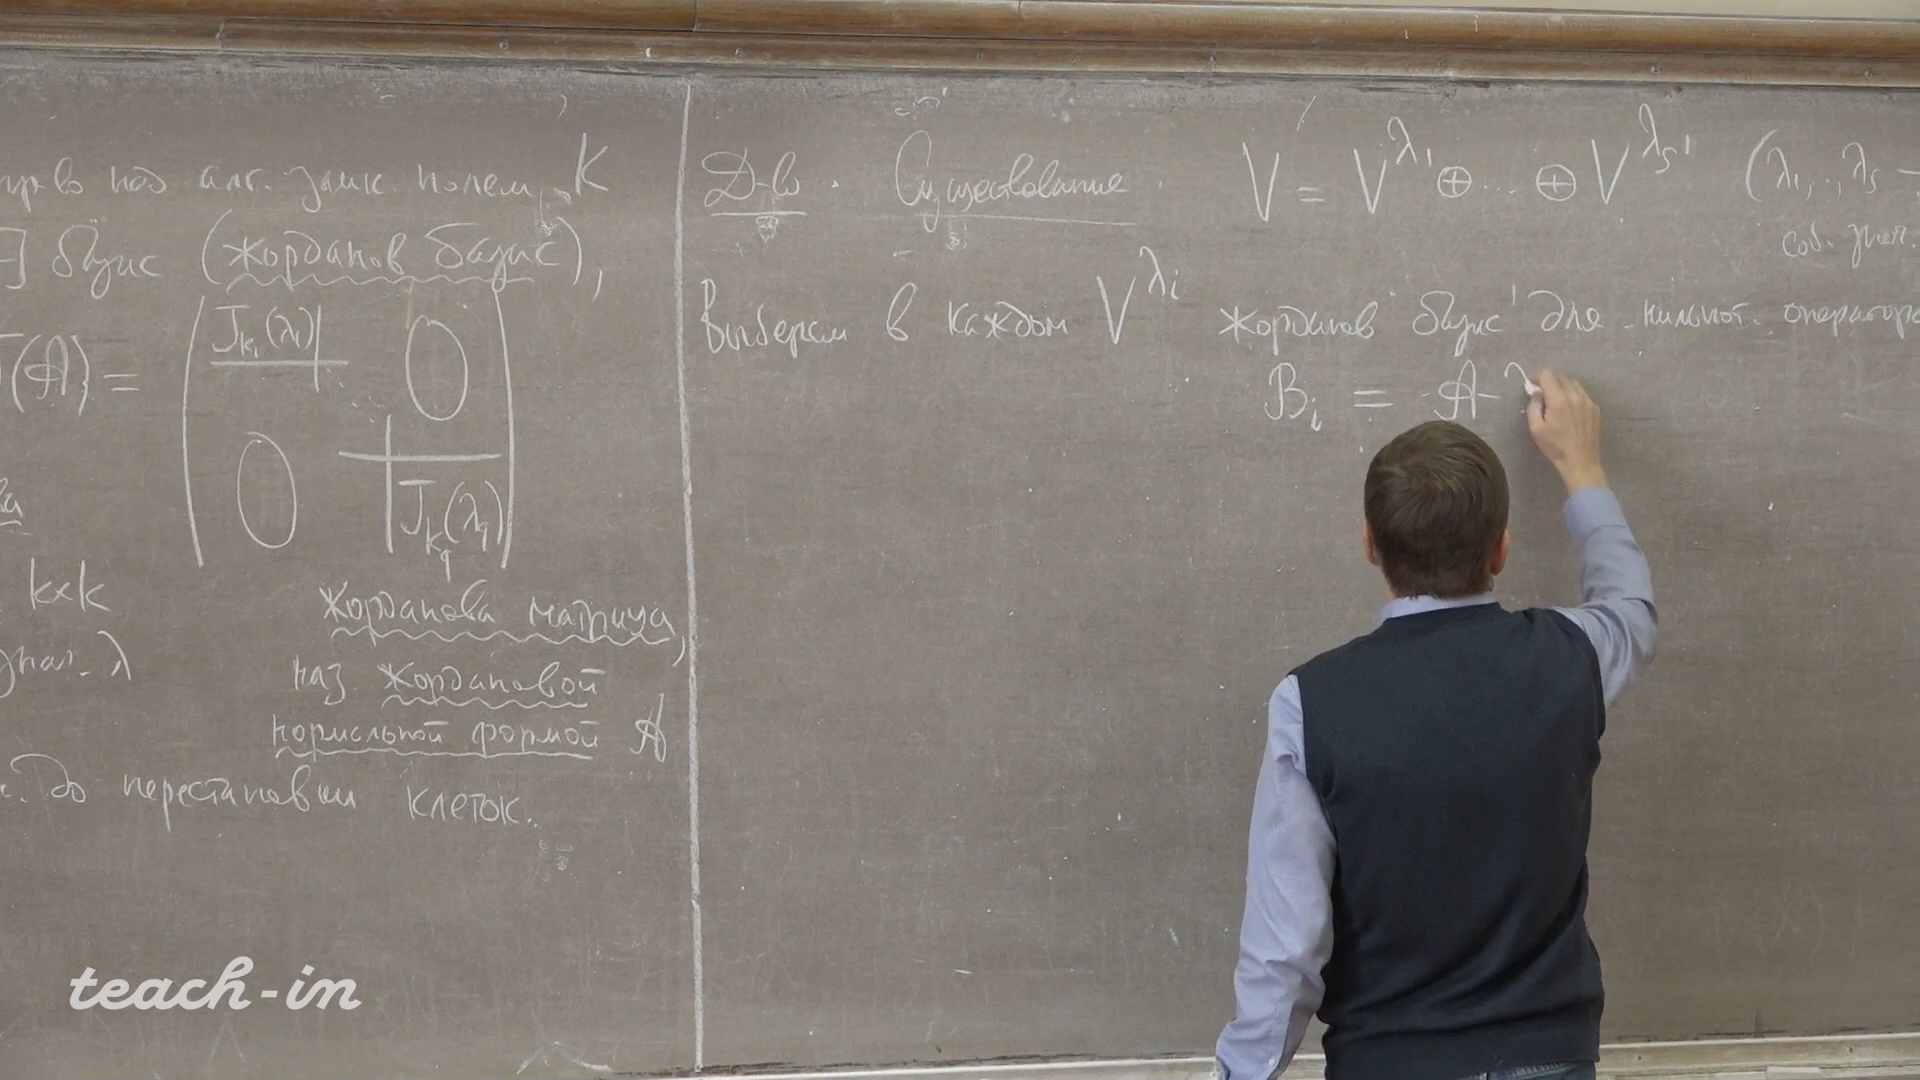 пр-во над алг. замк. полем K
∃ базис (жорданов базис),
(𝒜) =
J_{k_1}(λ_1) 0
0 J_{k_q}(λ_q)
k×k
λ
Жорданова матрица,
наз. жордановой
нормальной формой 𝒜
до перестановки клеток.
Д-во. Существование. V = V^{λ_1} ⊕ ... ⊕ V^{λ_s} (λ_1, .., λ_s –
соб. знач.
Выберем в каждом V^{λ_i} жорданов базис для нильпот. оператора
B_i = 𝒜 - λ
teach-in